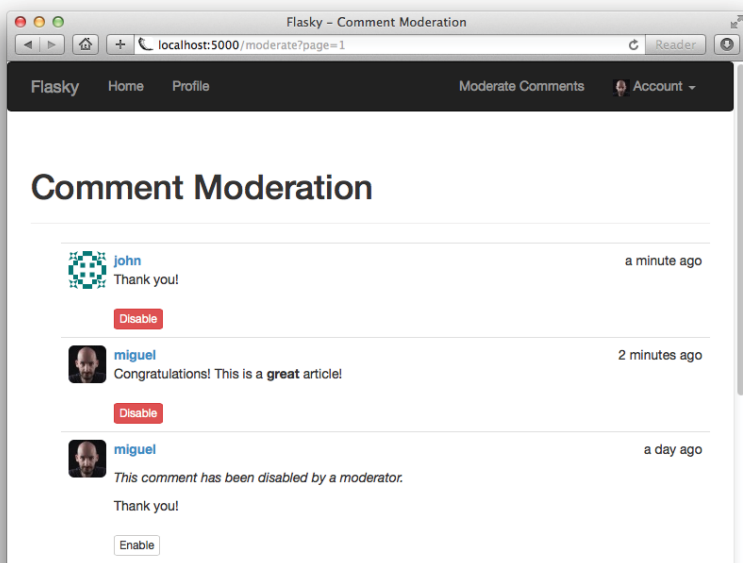 Flasky - Comment Moderation
localhost:5000/moderate?page=1
Reader
Flasky Home Profile Moderate Comments Account
Comment Moderation
john a minute ago
Thank you!
Disable
miguel 2 minutes ago
Congratulations! This is a great article!
Disable
miguel a day ago
This comment has been disabled by a moderator.
Thank you!
Enable